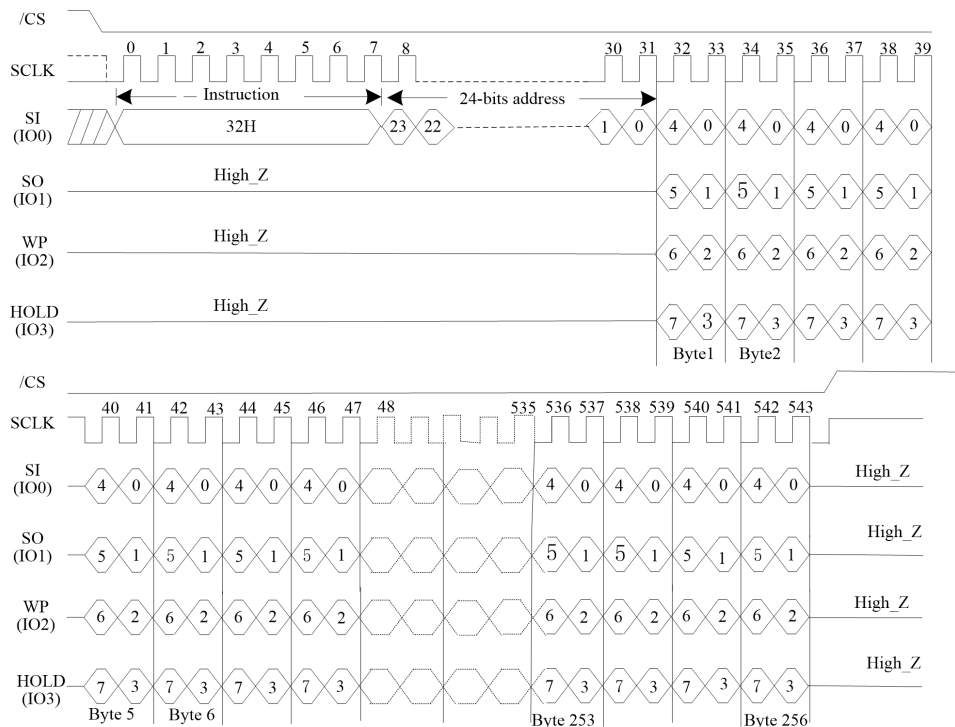 /CS
0 1 2 3 4 5 6 7 8 30 31 32 33 34 35 36 37 38 39
SCLK
Instruction 24-bits address
SI
(IO0)
32H 23 22 1 0 4 0 4 0 4 0 4 0
High_Z
SO
(IO1)
5 1 5 1 5 1 5 1
High_Z
WP
(IO2)
6 2 6 2 6 2 6 2
High_Z
HOLD
(IO3)
7 3 7 3 7 3 7 3
Byte1 Byte2
/CS
40 41 42 43 44 45 46 47 48 535 536 537 538 539 540 541 542 543
SCLK
SI
(IO0)
4 0 4 0 4 0 4 0 4 0 4 0 4 0 4 0 High_Z
SO
(IO1)
5 1 5 1 5 1 5 1 5 1 5 1 5 1 5 1 High_Z
WP
(IO2)
6 2 6 2 6 2 6 2 6 2 6 2 6 2 6 2 High_Z
HOLD
(IO3)
7 3 7 3 7 3 7 3 7 3 7 3 7 3 7 3 High_Z
Byte 5 Byte 6 Byte 253 Byte 256